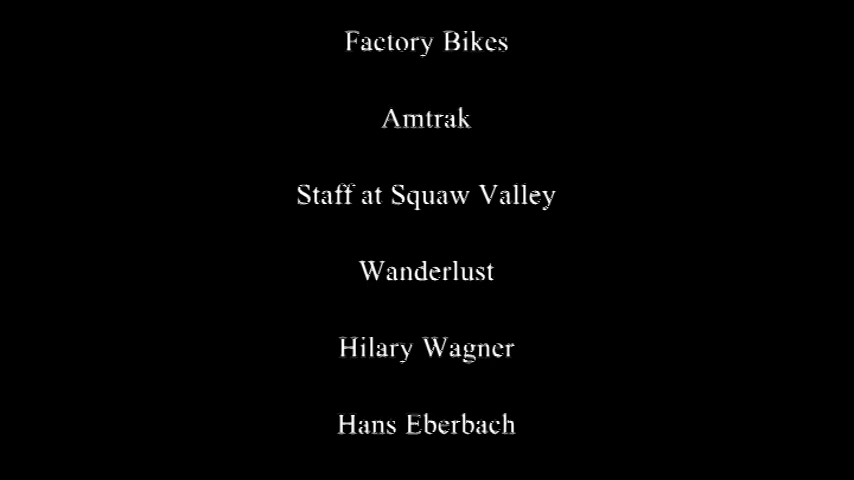 Factory Bikes
Amtrak
Staff at Squaw Valley
Wanderlust
Hilary Wagner
Hans Eberbach